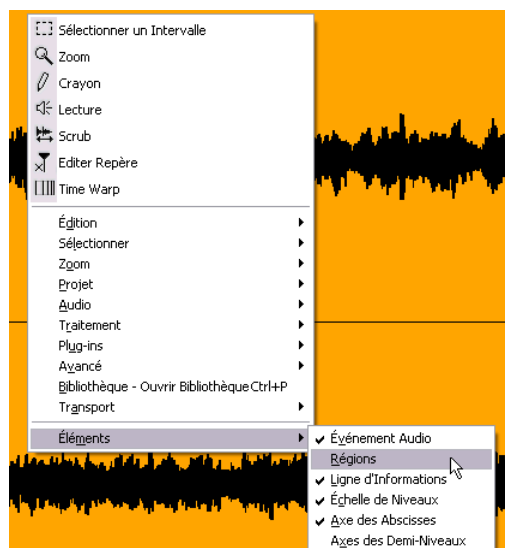 Sélectionner un Intervalle
Zoom
Crayon
Lecture
Scrub
Editer Repère
Time Warp
Édition
Sélectionner
Zoom
Projet
Audio
Traitement
Plug-ins
Avancé
Bibliothèque - Ouvrir Bibliothèque Ctrl+P
Transport
Éléments
Événement Audio
Régions
Ligne d'Informations
Échelle de Niveaux
Axe des Abscisses
Axes des Demi-Niveaux